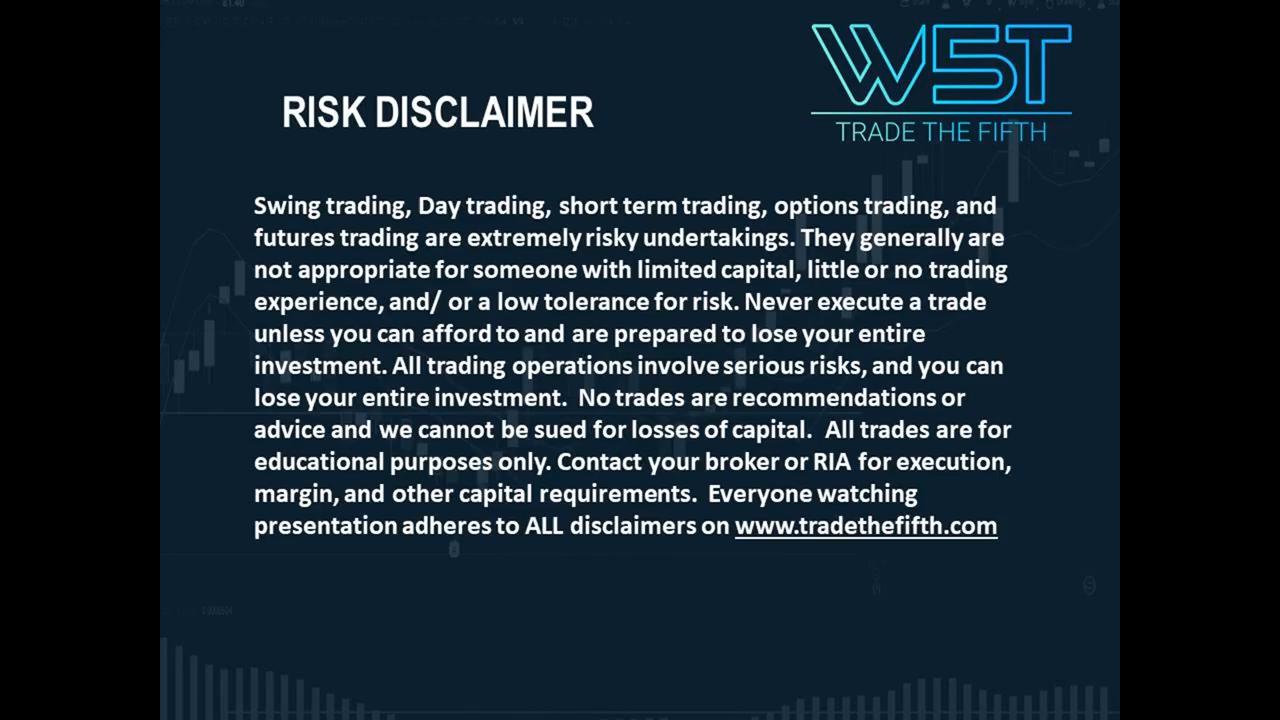 W5T
TRADE THE FIFTH
RISK DISCLAIMER
Swing trading, Day trading, short term trading, options trading, and
futures trading are extremely risky undertakings. They generally are
not appropriate for someone with limited capital, little or no trading
experience, and/ or a low tolerance for risk. Never execute a trade
unless you can afford to and are prepared to lose your entire
investment. All trading operations involve serious risks, and you can
lose your entire investment.  No trades are recommendations or
advice and we cannot be sued for losses of capital.  All trades are for
educational purposes only. Contact your broker or RIA for execution,
margin, and other capital requirements.  Everyone watching
presentation adheres to ALL disclaimers on www.tradethefifth.com